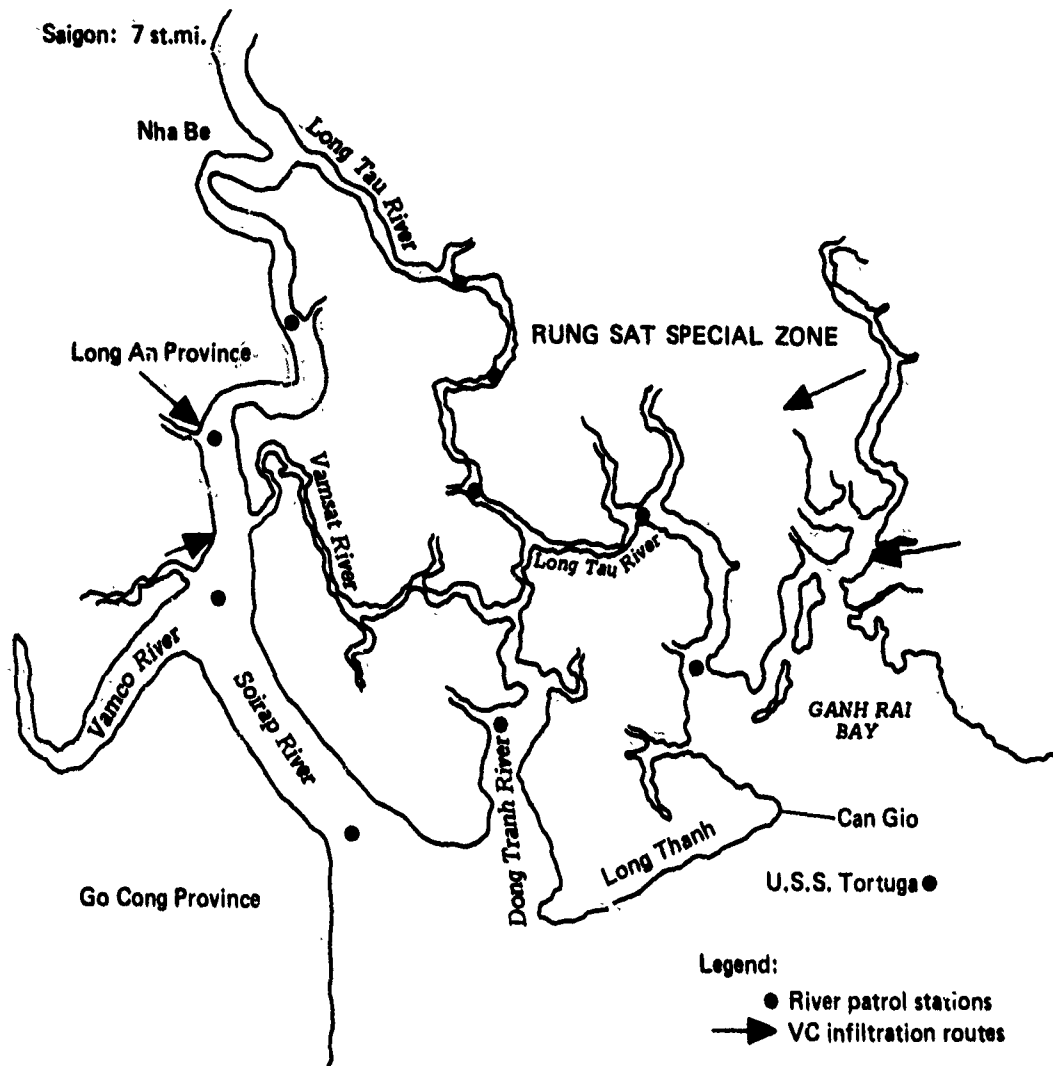 Saigon: 7 st.mi.
Nha Be
Long Tau River
RUNG SAT SPECIAL ZONE
Long An Province
Vamsat River
Long Tau River
Vamco River
Soirap River
GANH RAI
BAY
Dong Tranh River
Can Gio
Long Thanh
U.S.S. Tortuga
Go Cong Province
Legend:
River patrol stations
VC infiltration routes